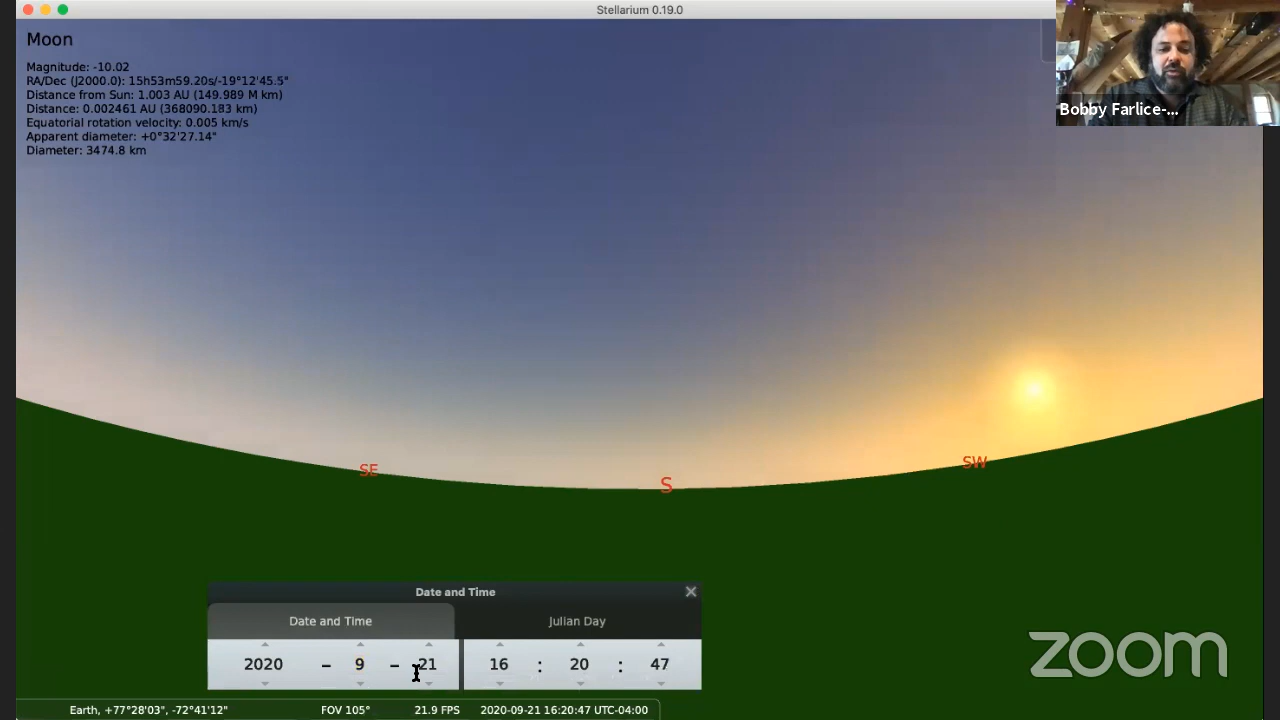 Stellarium 0.19.0
Moon
Magnitude: -10.02
RA/Dec (J2000.0): 15h53m59.20s/-19°12'45.5"
Distance from Sun: 1.003 AU (149.989 M km)
Distance: 0.002461 AU (368090.183 km)
Equatorial rotation velocity: 0.005 km/s
Apparent diameter: +0°32'27.14"
Diameter: 3474.8 km
Bobby Farlice-...
SE
S
SW
Date and Time
Date and Time Julian Day
2020 - 9 - 21 16 : 20 : 47
zoom
Earth, +77°28'03", -72°41'12" FOV 105° 21.9 FPS 2020-09-21 16:20:47 UTC-04:00